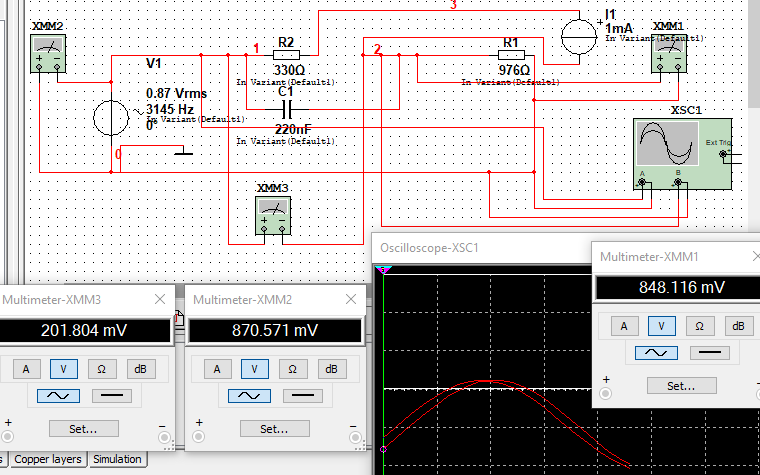 3
I1
1mA
In Variant(Default1)
XMM2
XMM1
V1
1
R2
330Ω
In Variant(Default1)
2
R1
976Ω
In Variant(Default1)
C1
220nF
In Variant(Default1)
0.87 Vrms
3145 Hz
0°
In Variant(Default1)
0
XSC1
Ext Trig
A
B
XMM3
Oscilloscope-XSC1
Multimeter-XMM1
848.116 mV
A
V
Ω
dB
+
Set...
Multimeter-XMM3
201.804 mV
A
V
Ω
dB
+
Set...
−
Multimeter-XMM2
870.571 mV
A
V
Ω
dB
+
Set...
−
Copper layers
Simulation